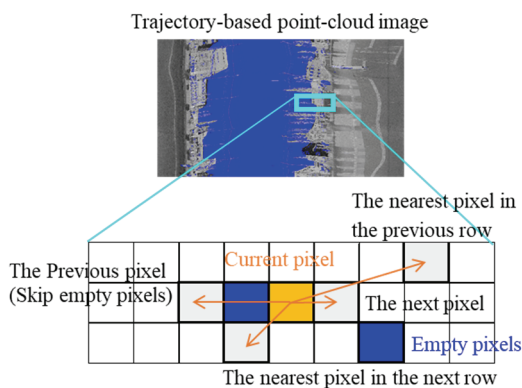 Trajectory-based point-cloud image
The nearest pixel in
the previous row
Current pixel
The Previous pixel
(Skip empty pixels)
The next pixel
Empty pixels
The nearest pixel in the next row